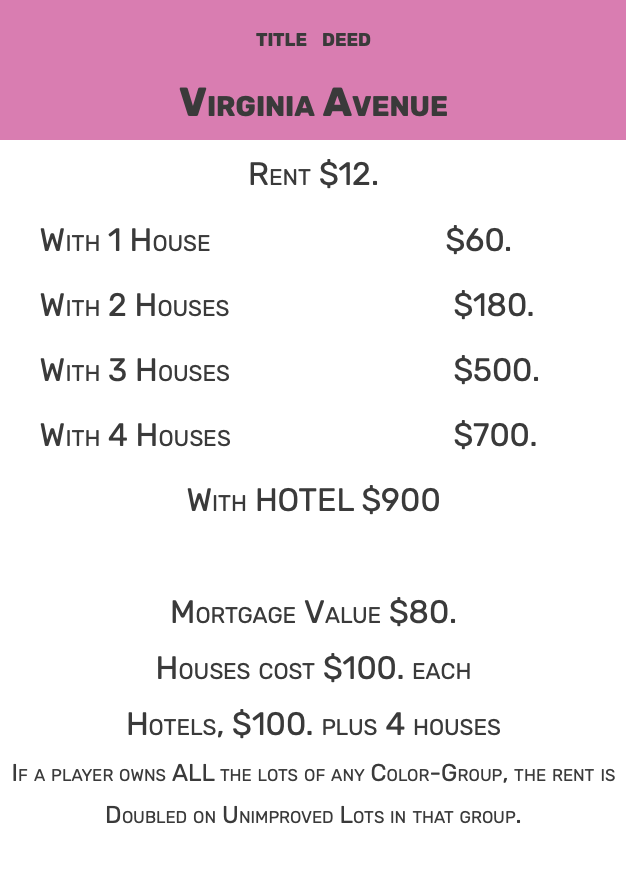 TITLE DEED
Virginia Avenue
Rent $12.
With 1 House $60.
With 2 Houses $180.
With 3 Houses $500.
With 4 Houses $700.
With HOTEL $900
Mortgage Value $80.
Houses cost $100. each
Hotels, $100. plus 4 houses
If a player owns ALL the lots of any Color-Group, the rent is
Doubled on Unimproved Lots in that group.